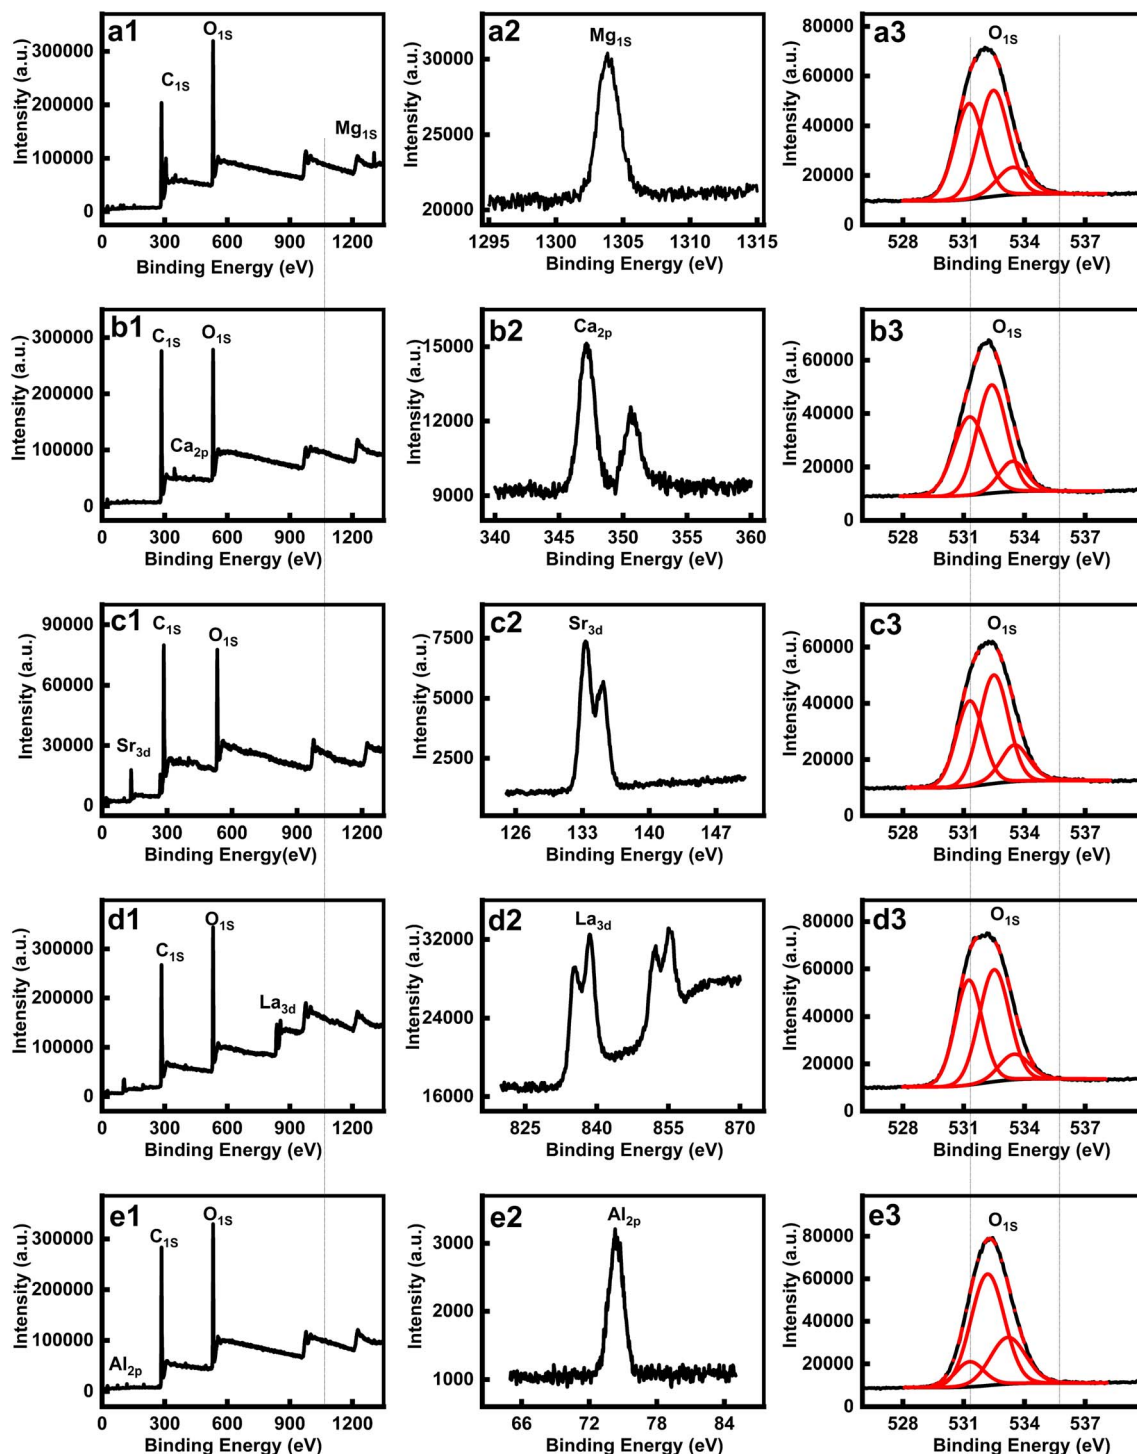 a1
O1S
C1S
Mg1S
Intensity (a.u.)
300000
200000
100000
0
0 300 600 900 1200
Binding Energy (eV)
a2
Mg1S
Intensity (a.u.)
30000
25000
20000
1295 1300 1305 1310 1315
Binding Energy (eV)
a3
O1S
Intensity (a.u.)
80000
60000
40000
20000
0
528 531 534 537
Binding Energy (eV)
b1
C1S
O1S
Ca2p
Intensity (a.u.)
300000
200000
100000
0
0 300 600 900 1200
Binding Energy (eV)
b2
Ca2p
Intensity (a.u.)
15000
12000
9000
340 345 350 355 360
Binding Energy (eV)
b3
O1S
Intensity (a.u.)
60000
40000
20000
0
528 531 534 537
Binding Energy (eV)
c1
C1S
O1S
Sr3d
Intensity (a.u.)
90000
60000
30000
0
0 300 600 900 1200
Binding Energy(eV)
c2
Sr3d
Intensity (a.u.)
7500
5000
2500
126 133 140 147
Binding Energy (eV)
c3
O1S
Intensity (a.u.)
60000
40000
20000
0
528 531 534 537
Binding Energy (eV)
d1
O1S
C1S
La3d
Intensity (a.u.)
300000
200000
100000
0
0 300 600 900 1200
Binding Energy (eV)
d2
La3d
Intensity (a.u.)
32000
24000
16000
825 840 855 870
Binding Energy (eV)
d3
O1S
Intensity (a.u.)
80000
60000
40000
20000
0
528 531 534 537
Binding Energy (eV)
e1
O1S
C1S
Al2p
Intensity (a.u.)
300000
200000
100000
0
0 300 600 900 1200
Binding Energy (eV)
e2
Al2p
Intensity (a.u.)
3000
2000
1000
66 72 78 84
Binding Energy (eV)
e3
O1S
Intensity (a.u.)
80000
60000
40000
20000
0
528 531 534 537
Binding Energy (eV)